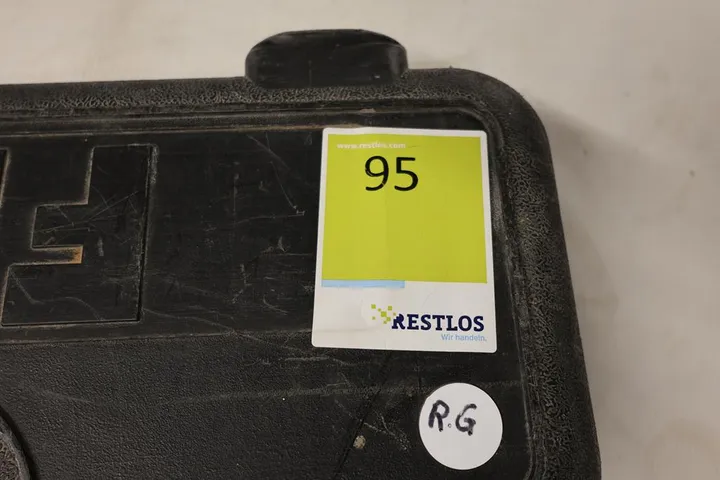 www.restlos.com
95
RESTLOS
Wir handeln.
R.G